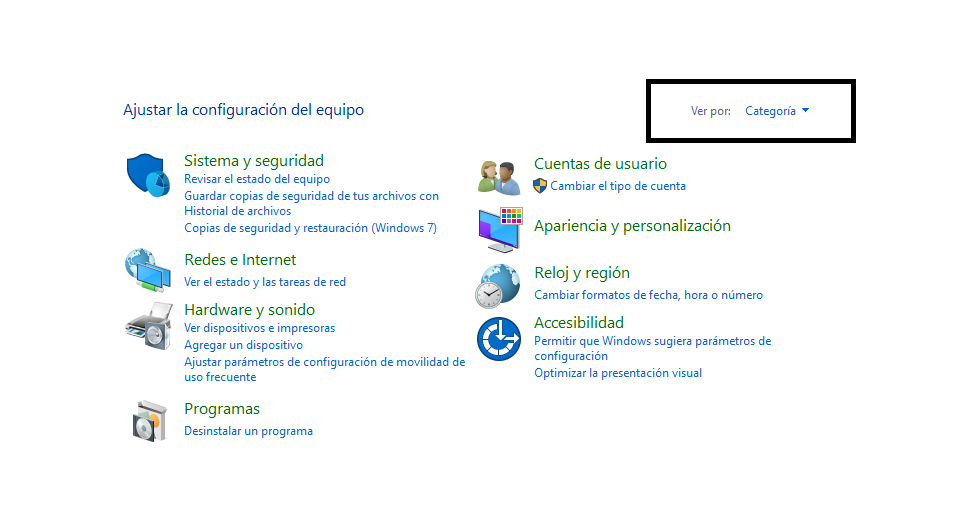 Ajustar la configuración del equipo
Ver por: Categoría
Sistema y seguridad
Revisar el estado del equipo
Guardar copias de seguridad de tus archivos con
Historial de archivos
Copias de seguridad y restauración (Windows 7)
Redes e Internet
Ver el estado y las tareas de red
Hardware y sonido
Ver dispositivos e impresoras
Agregar un dispositivo
Ajustar parámetros de configuración de movilidad de
uso frecuente
Programas
Desinstalar un programa
Cuentas de usuario
Cambiar el tipo de cuenta
Apariencia y personalización
Reloj y región
Cambiar formatos de fecha, hora o número
Accesibilidad
Permitir que Windows sugiera parámetros de
configuración
Optimizar la presentación visual